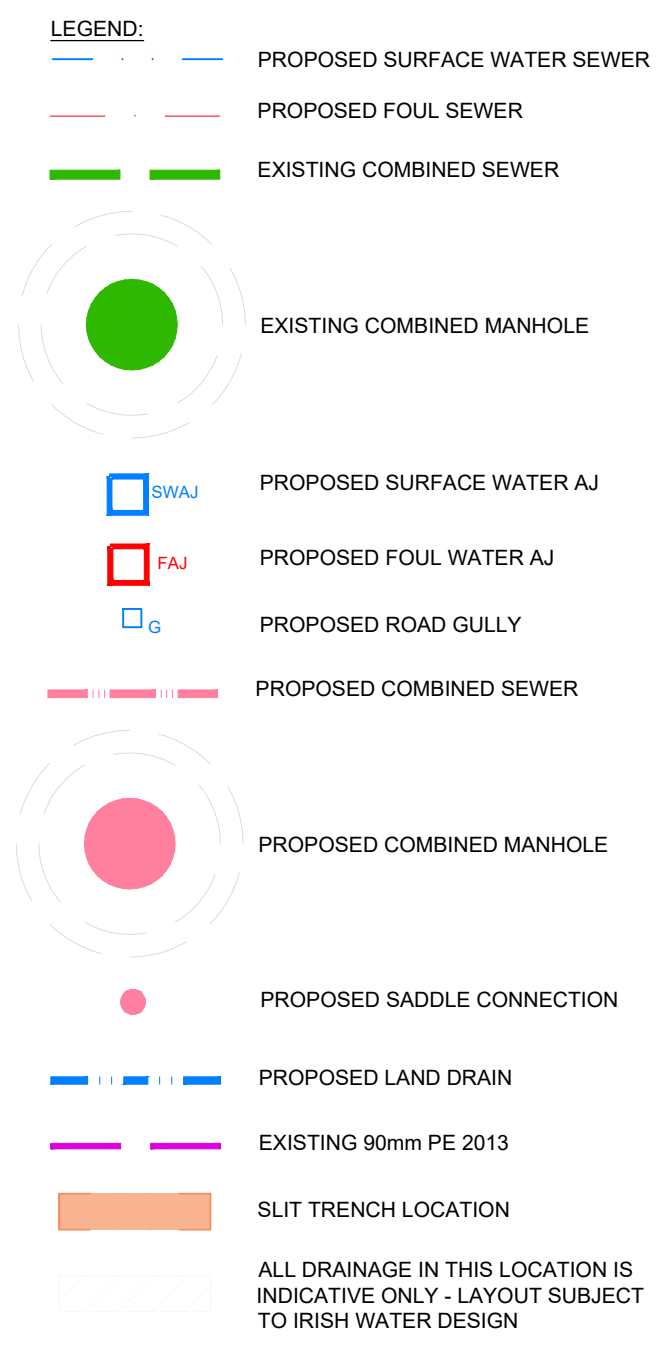 LEGEND:
PROPOSED SURFACE WATER SEWER
PROPOSED FOUL SEWER
EXISTING COMBINED SEWER
EXISTING COMBINED MANHOLE
SWAJ PROPOSED SURFACE WATER AJ
FAJ PROPOSED FOUL WATER AJ
G PROPOSED ROAD GULLY
PROPOSED COMBINED SEWER
PROPOSED COMBINED MANHOLE
PROPOSED SADDLE CONNECTION
PROPOSED LAND DRAIN
EXISTING 90mm PE 2013
SLIT TRENCH LOCATION
ALL DRAINAGE IN THIS LOCATION IS
INDICATIVE ONLY - LAYOUT SUBJECT
TO IRISH WATER DESIGN